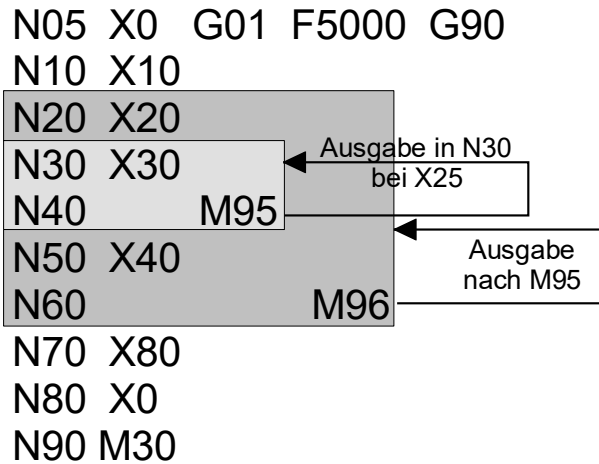 N05 X0 G01 F5000 G90
N10 X10
N20 X20
N30 X30
Ausgabe in N30
bei X25
N40 M95
N50 X40
Ausgabe
nach M95
N60 M96
N70 X80
N80 X0
N90 M30